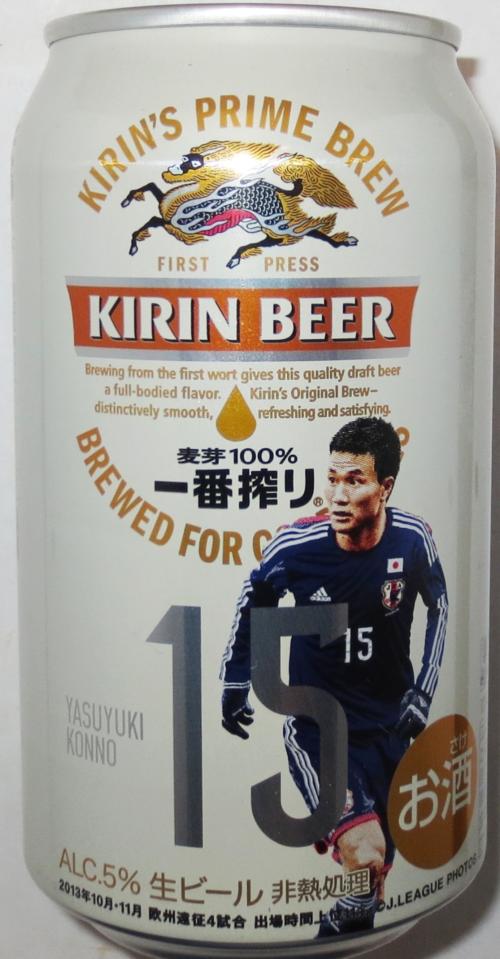 KIRIN'S PRIME BREW
FIRST PRESS
KIRIN BEER
Brewing from the first wort gives this quality draft beer
a full-bodied flavor. Kirin's Original Brew–
distinctively smooth, refreshing and satisfying.
麦芽100%
一番搾り®
BREWED FOR
15
15
YASUYUKI
KONNO
さけ
お酒
ALC.5% 生ビール 非熱処理
2013年10月・11月 欧州遠征4試合 出場時間上位
©J.LEAGUE PHOTOS